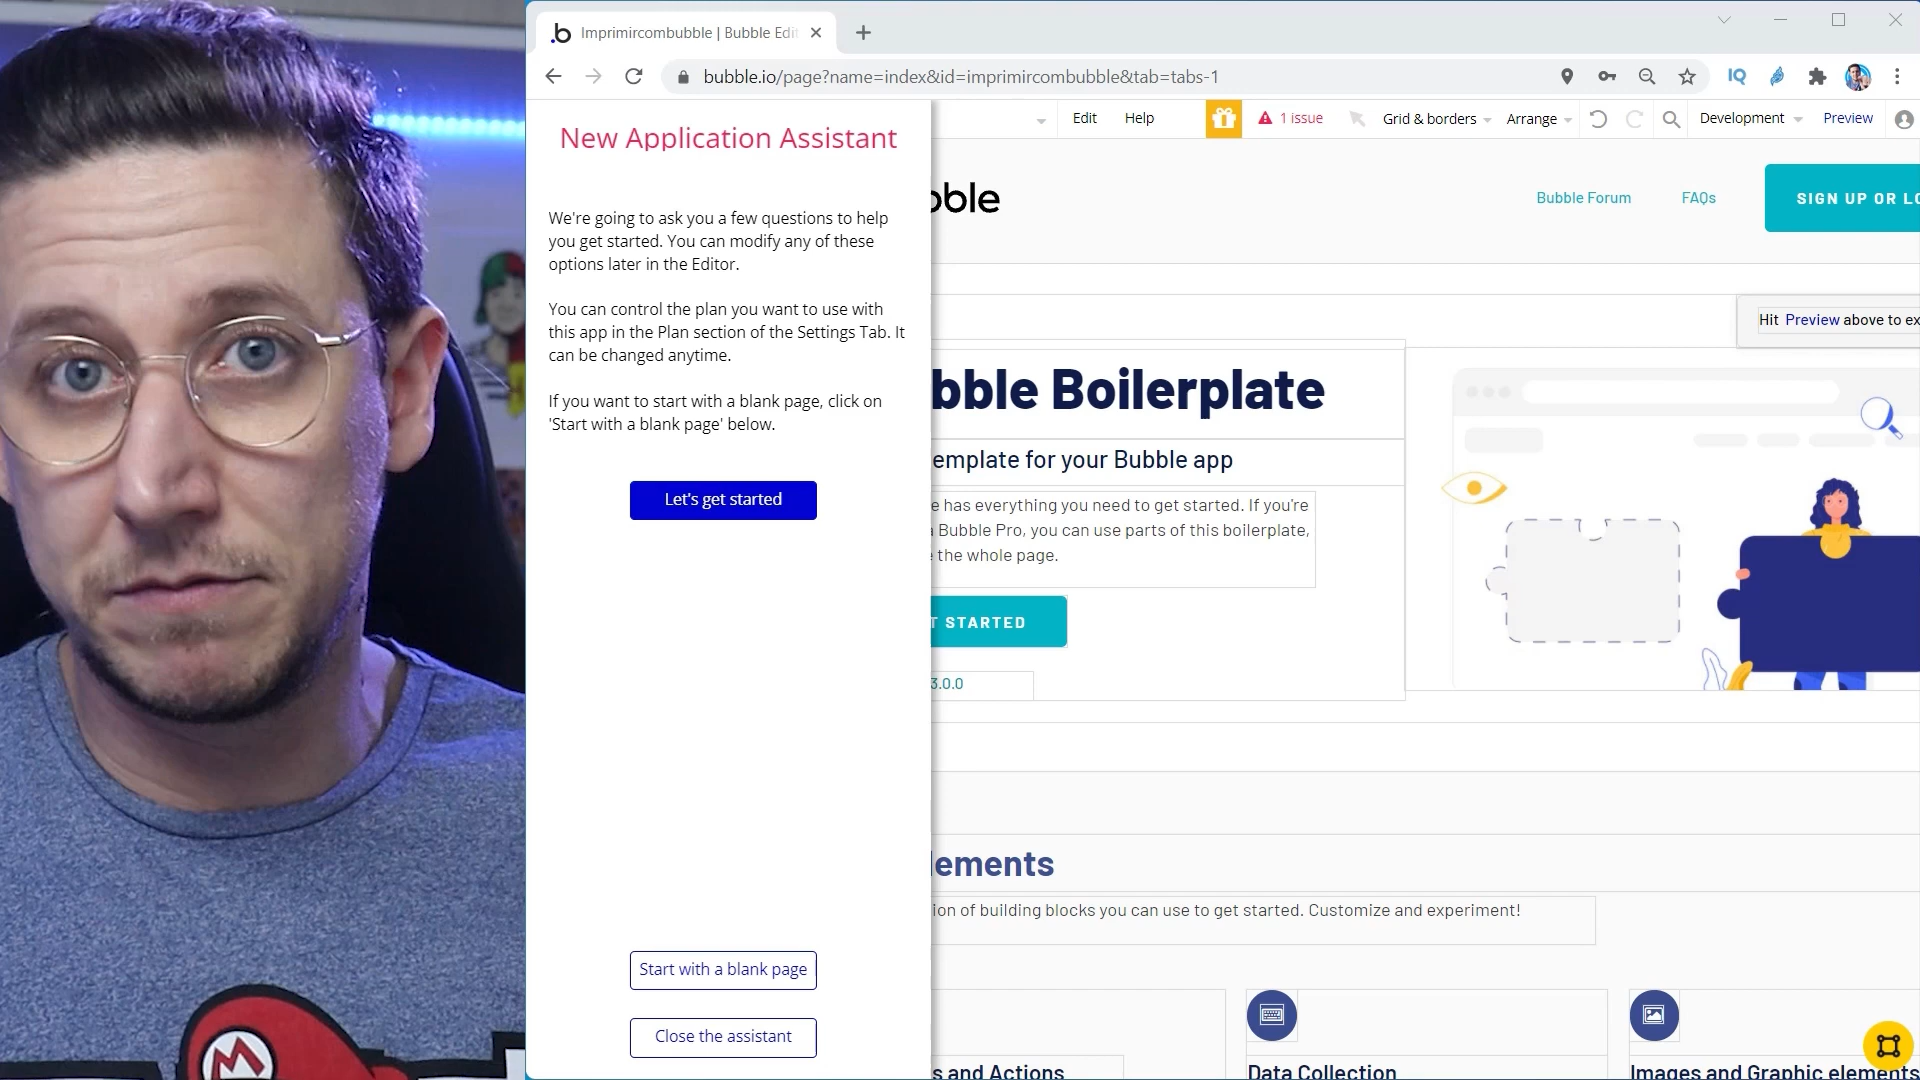 .b Imprimircombubble | Bubble Edi
bubble.io/page?name=index&id=imprimircombubble&tab=tabs-1
IQ
New Application Assistant
We're going to ask you a few questions to help
you get started. You can modify any of these
options later in the Editor.
You can control the plan you want to use with
this app in the Plan section of the Settings Tab. It
can be changed anytime.
If you want to start with a blank page, click on
'Start with a blank page' below.
Let's get started
Start with a blank page
Close the assistant
Edit Help 1 issue Grid & borders Arrange Development Preview
bble Bubble Forum FAQs SIGN UP OR LO
Hit Preview above to ex
bble Boilerplate
emplate for your Bubble app
e has everything you need to get started. If you're
a Bubble Pro, you can use parts of this boilerplate,
e the whole page.
T STARTED
3.0.0
lements
ion of building blocks you can use to get started. Customize and experiment!
s and Actions Data Collection Images and Graphic elements
M